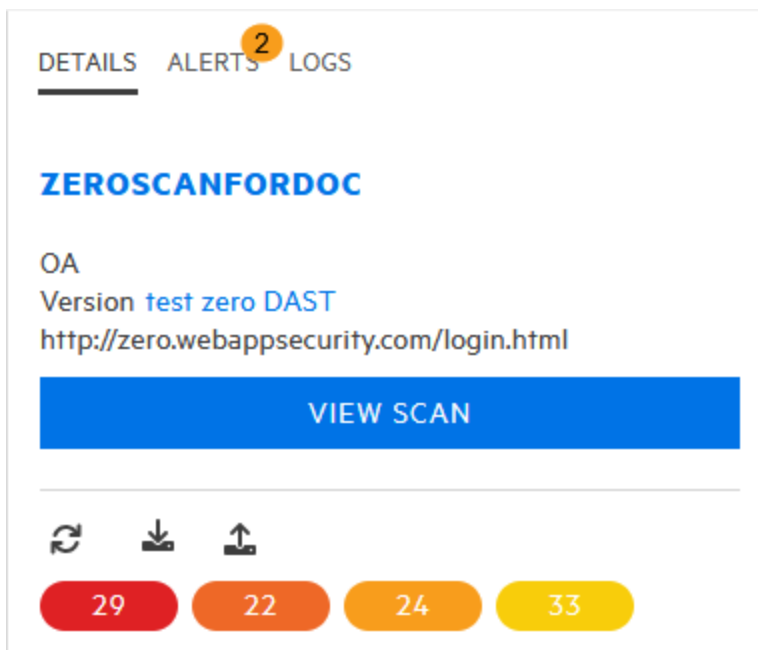 DETAILS ALERTS 2 LOGS
ZEROSCANFORDOC
OA
Version test zero DAST
http://zero.webappsecurity.com/login.html
VIEW SCAN
29 22 24 33